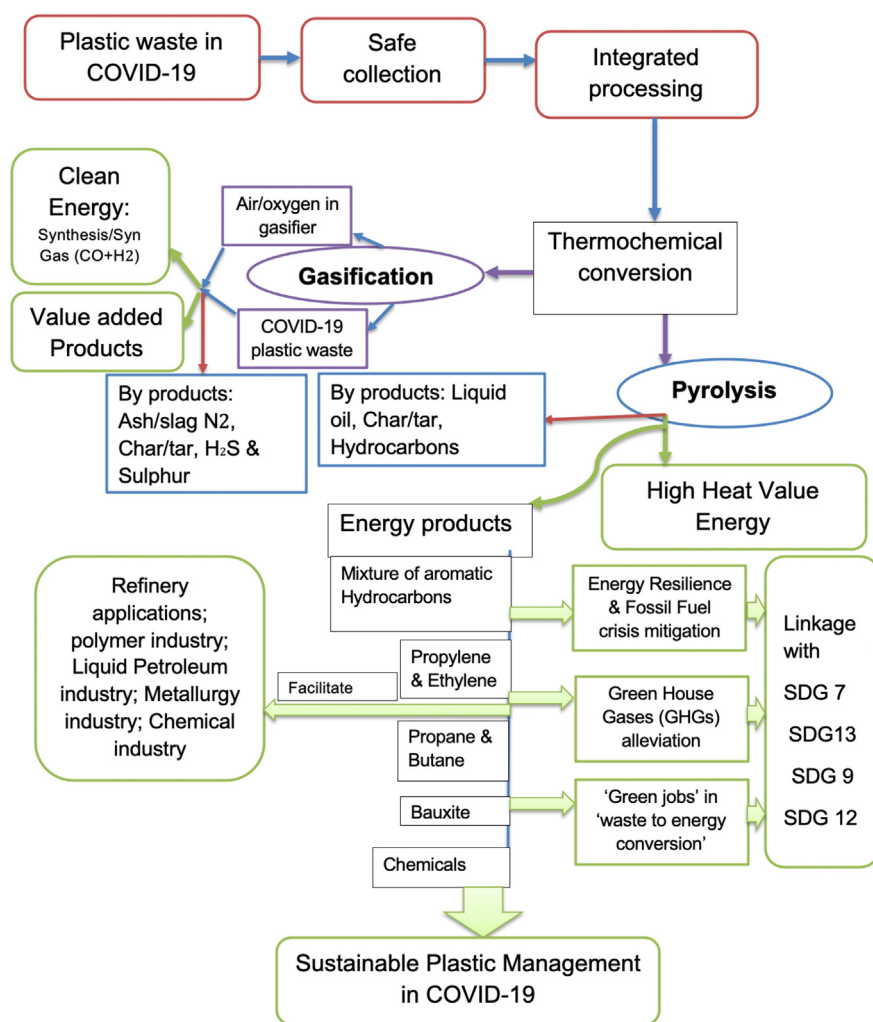 Plastic waste in
COVID-19
Safe
collection
Integrated
processing
Clean
Energy:
Synthesis/Syn
Gas (CO+H2)
Air/oxygen in
gasifier
Thermochemical
conversion
Gasification
Value added
Products
COVID-19
plastic waste
By products:
Ash/slag N2,
Char/tar, H₂S &
Sulphur
By products: Liquid
oil, Char/tar,
Hydrocarbons
Pyrolysis
High Heat Value
Energy
Energy products
Mixture of aromatic
Hydrocarbons
Energy Resilience
& Fossil Fuel
crisis mitigation
Refinery
applications;
polymer industry;
Liquid Petroleum
industry; Metallurgy
industry; Chemical
industry
Facilitate
Propylene
& Ethylene
Green House
Gases (GHGs)
alleviation
Linkage
with
SDG 7
SDG13
SDG 9
SDG 12
Propane &
Butane
Bauxite
‘Green jobs’ in
‘waste to energy
conversion’
Chemicals
Sustainable Plastic Management
in COVID-19